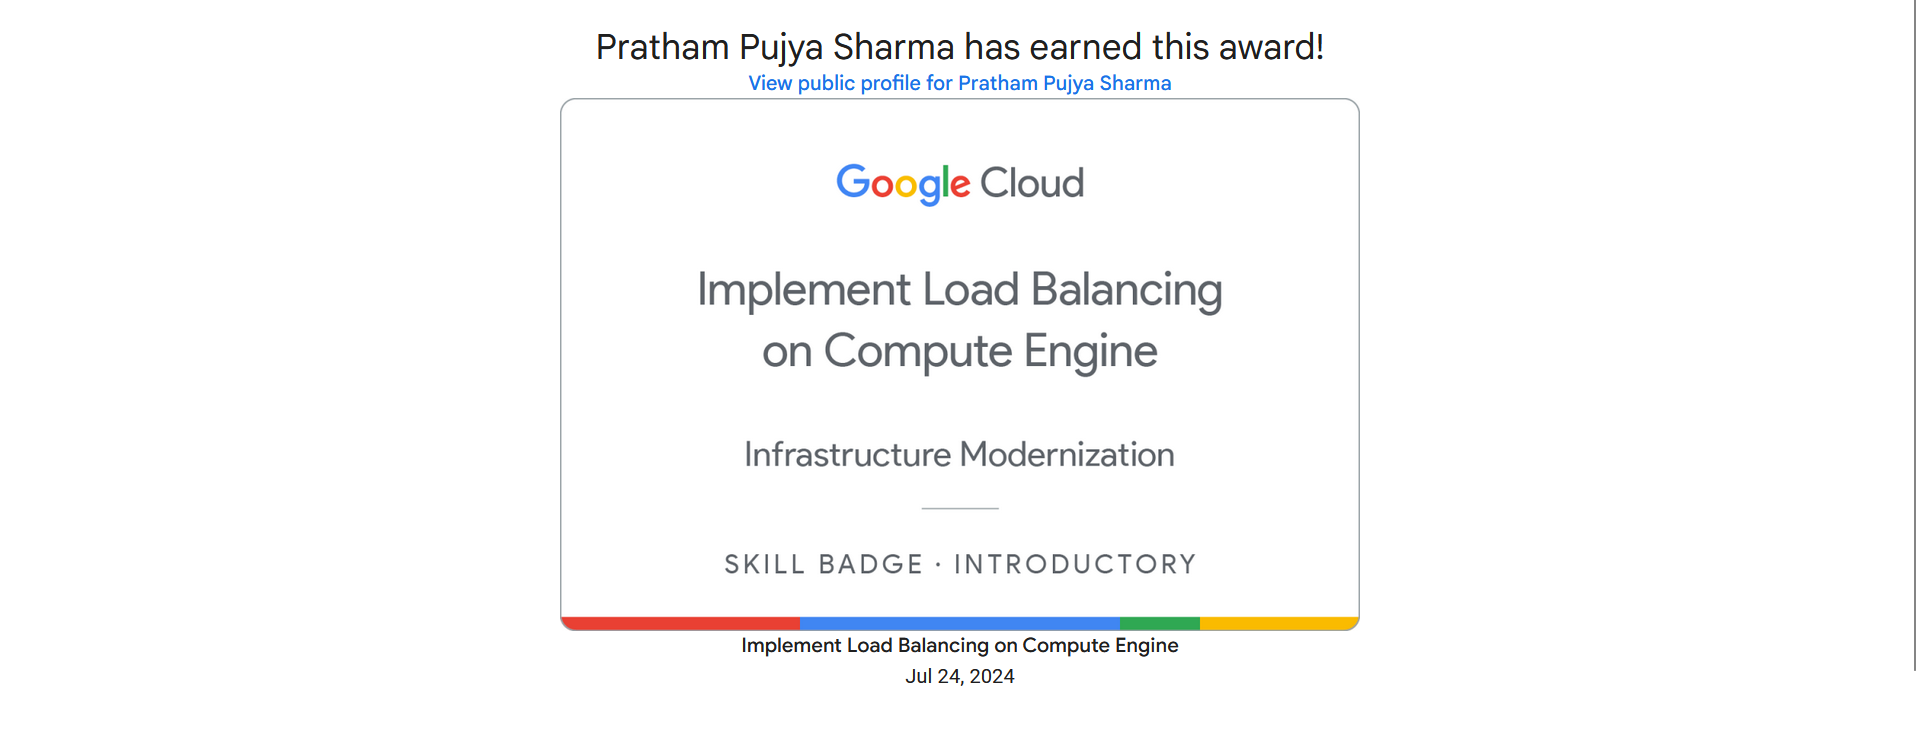 Pratham Pujya Sharma has earned this award!
View public profile for Pratham Pujya Sharma
Google Cloud
Implement Load Balancing
on Compute Engine
Infrastructure Modernization
SKILL BADGE · INTRODUCTORY
Implement Load Balancing on Compute Engine
Jul 24, 2024